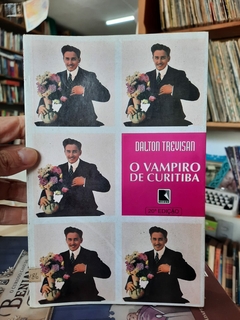 DALTON TREVISAN
O VAMPIRO
DE CURITIBA